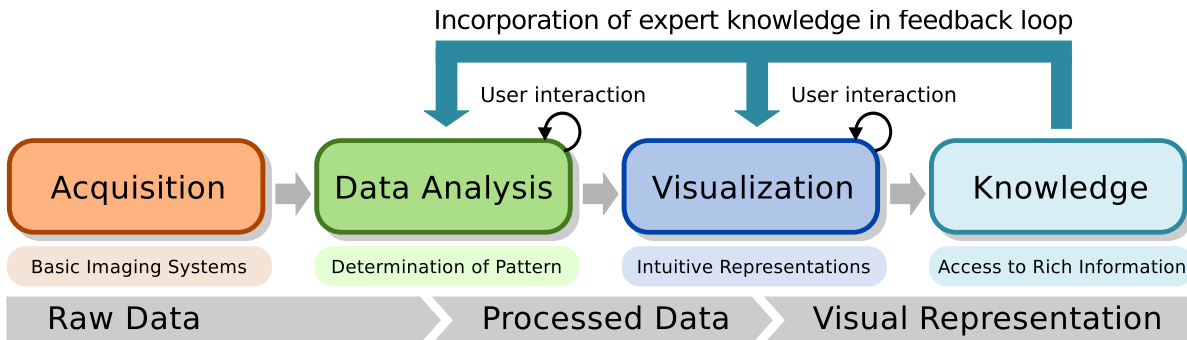 Incorporation of expert knowledge in feedback loop
User interaction
User interaction
Acquisition
Data Analysis
Visualization
Knowledge
Basic Imaging Systems
Determination of Pattern
Intuitive Representations
Access to Rich Information
Raw Data
Processed Data
Visual Representation